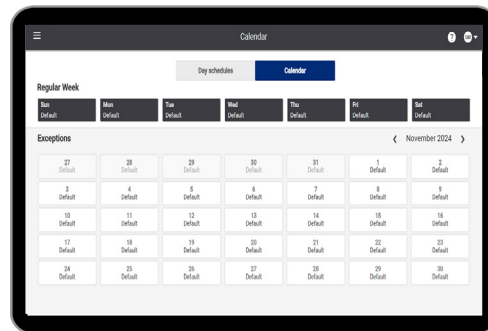 Calendar
?
Day schedules
Calendar
Regular Week
Sun Mon Tue Wed Thu Fri Sat
Default Default Default Default Default Default Default
Exceptions
November 2024
27 28 29 30 31 1 2
Default Default Default Default Default Default Default
3 4 5 6 7 8 9
Default Default Default Default Default Default Default
10 11 12 13 14 15 16
Default Default Default Default Default Default Default
17 18 19 20 21 22 23
Default Default Default Default Default Default Default
24 25 26 27 28 29 30
Default Default Default Default Default Default Default